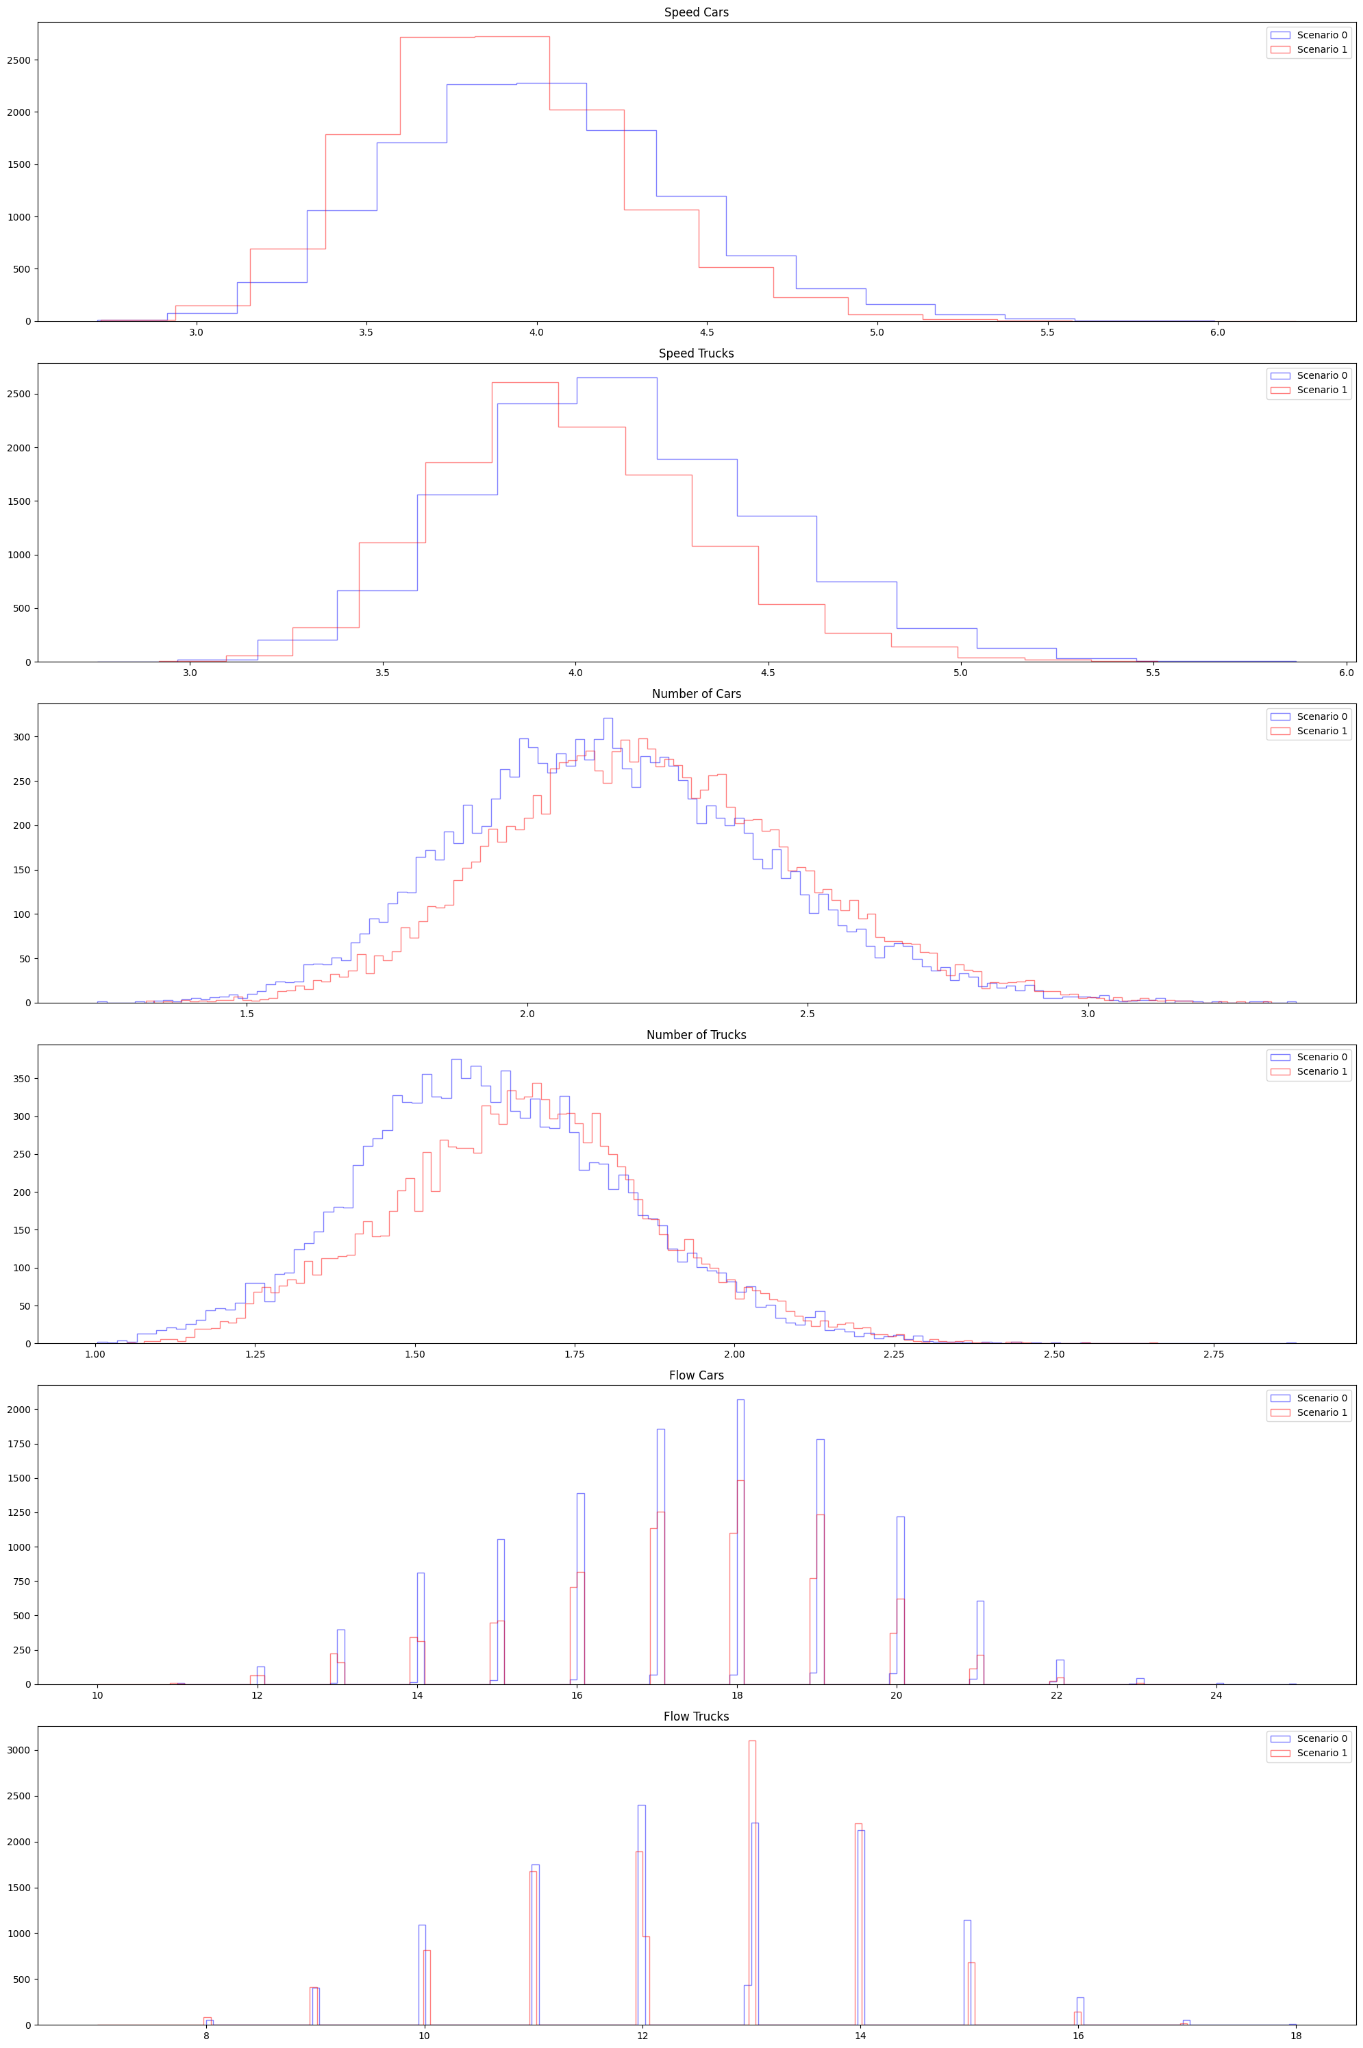 Speed Cars
Scenario 0
Scenario 1
2500
2000
1500
1000
500
0
3.0 3.5 4.0 4.5 5.0 5.5 6.0
Speed Trucks
Scenario 0
Scenario 1
2500
2000
1500
1000
500
0
3.0 3.5 4.0 4.5 5.0 5.5 6.0
Number of Cars
Scenario 0
Scenario 1
300
250
200
150
100
50
0
1.5 2.0 2.5 3.0
Number of Trucks
Scenario 0
Scenario 1
350
300
250
200
150
100
50
0
1.00 1.25 1.50 1.75 2.00 2.25 2.50 2.75
Flow Cars
Scenario 0
Scenario 1
2000
1750
1500
1250
1000
750
500
250
0
10 12 14 16 18 20 22 24
Flow Trucks
Scenario 0
Scenario 1
3000
2500
2000
1500
1000
500
0
8 10 12 14 16 18